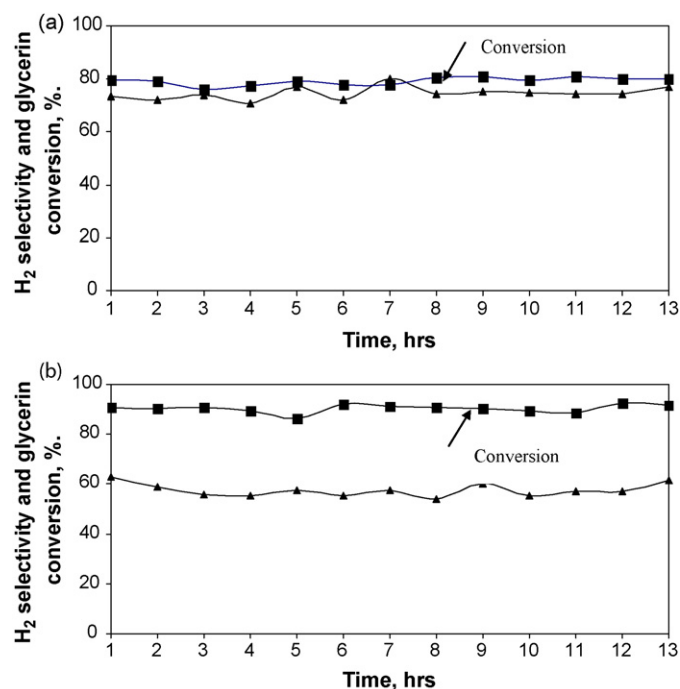 (a)
100
80
60
40
20
0
H₂ selectivity and glycerin
conversion, %.
Conversion
1 2 3 4 5 6 7 8 9 10 11 12 13
Time, hrs
(b)
100
80
60
40
20
0
H₂ selectivity and glycerin
conversion, %.
Conversion
1 2 3 4 5 6 7 8 9 10 11 12 13
Time, hrs